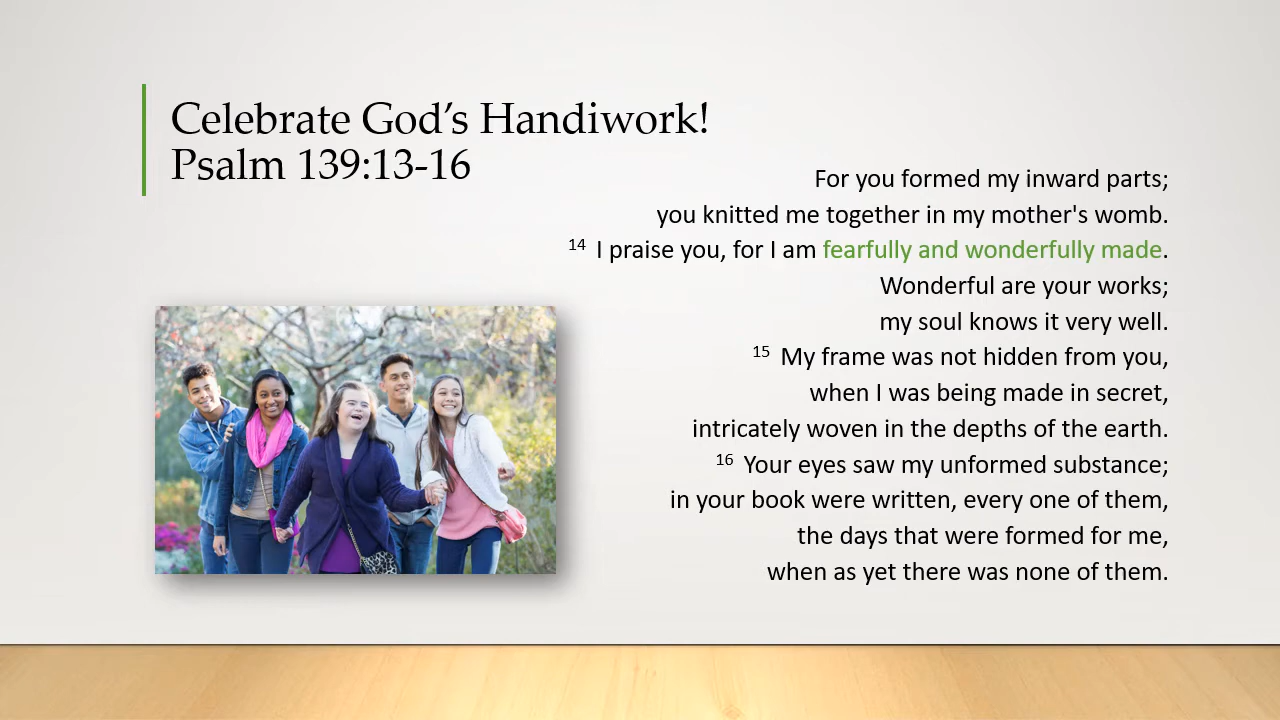 Celebrate God’s Handiwork!
Psalm 139:13-16
For you formed my inward parts;
you knitted me together in my mother's womb.
14 I praise you, for I am fearfully and wonderfully made.
Wonderful are your works;
my soul knows it very well.
15 My frame was not hidden from you,
when I was being made in secret,
intricately woven in the depths of the earth.
16 Your eyes saw my unformed substance;
in your book were written, every one of them,
the days that were formed for me,
when as yet there was none of them.